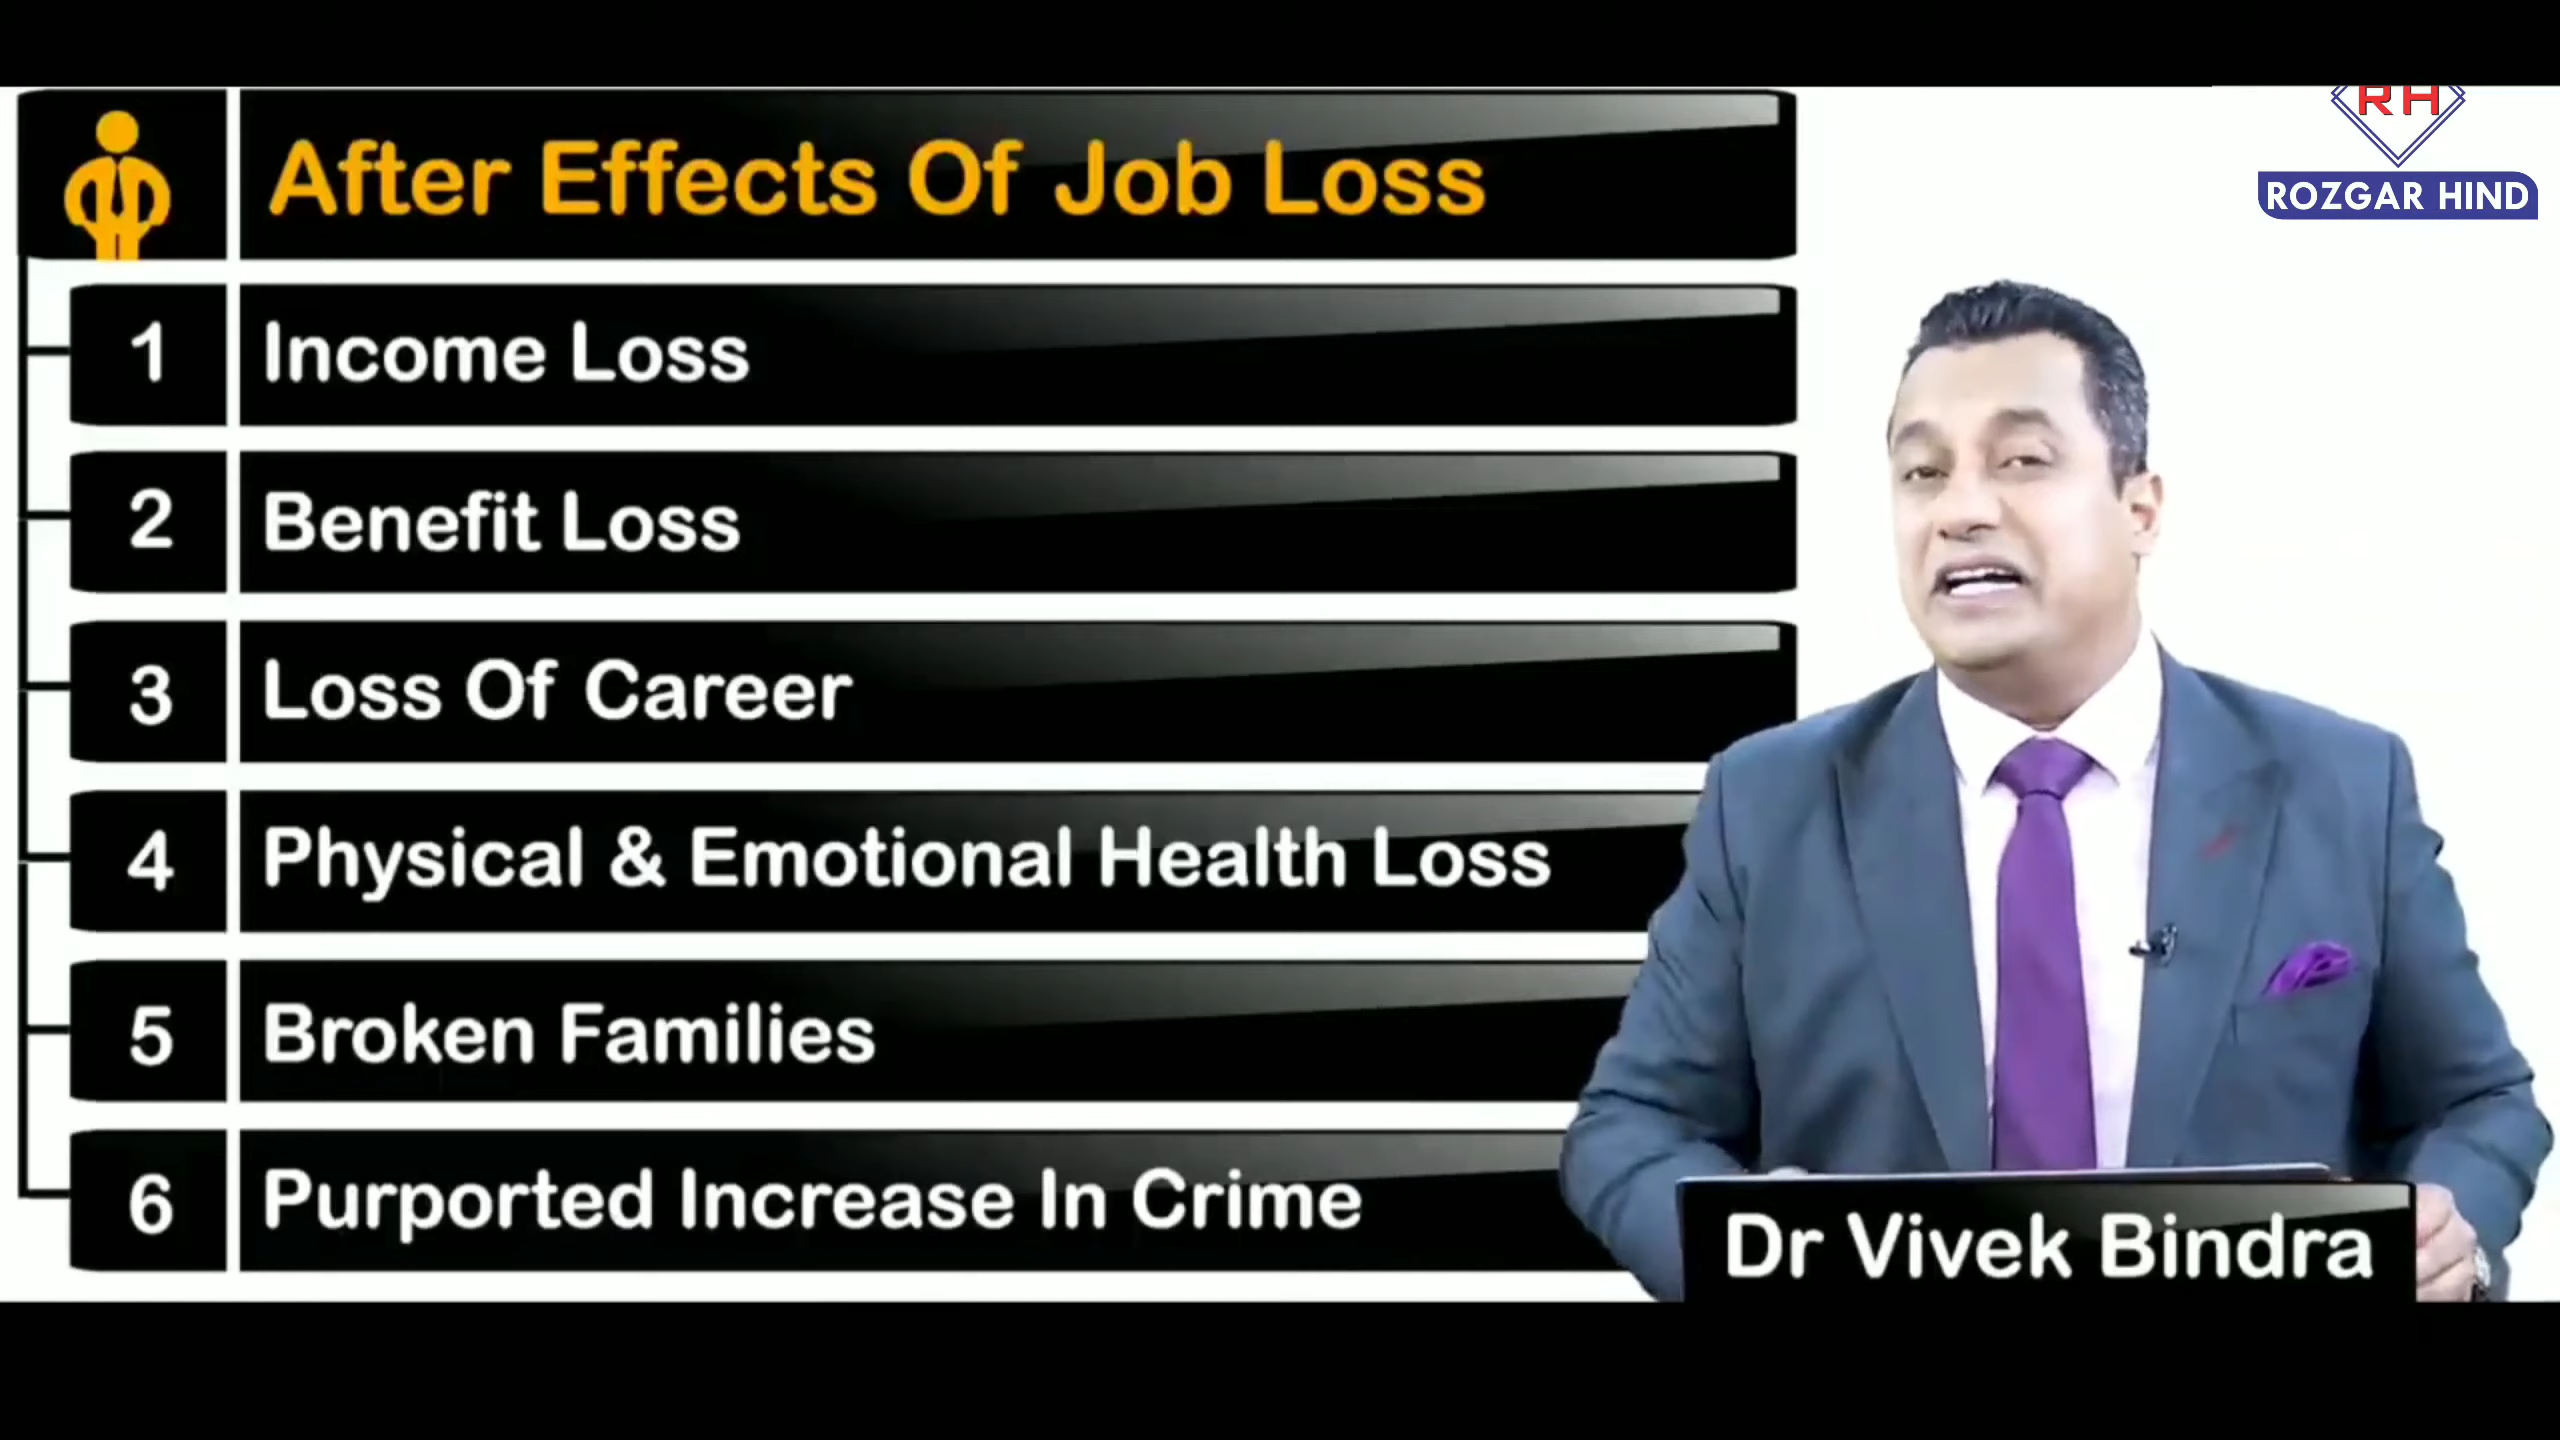 After Effects Of Job Loss
RH
ROZGAR HIND
1 Income Loss
2 Benefit Loss
3 Loss Of Career
4 Physical & Emotional Health Loss
5 Broken Families
6 Purported Increase In Crime
Dr Vivek Bindra